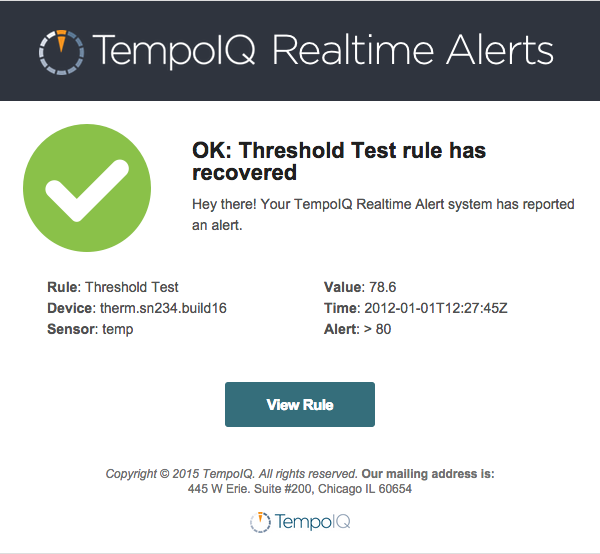 TempoIQ Realtime Alerts
OK: Threshold Test rule has
recovered
Hey there! Your TempoIQ Realtime Alert system has reported
an alert.
Rule: Threshold Test
Device: therm.sn234.build16
Sensor: temp
Value: 78.6
Time: 2012-01-01T12:27:45Z
Alert: > 80
View Rule
Copyright © 2015 TempoIQ. All rights reserved. Our mailing address is:
445 W Erie. Suite #200, Chicago IL 60654
TempoIQ